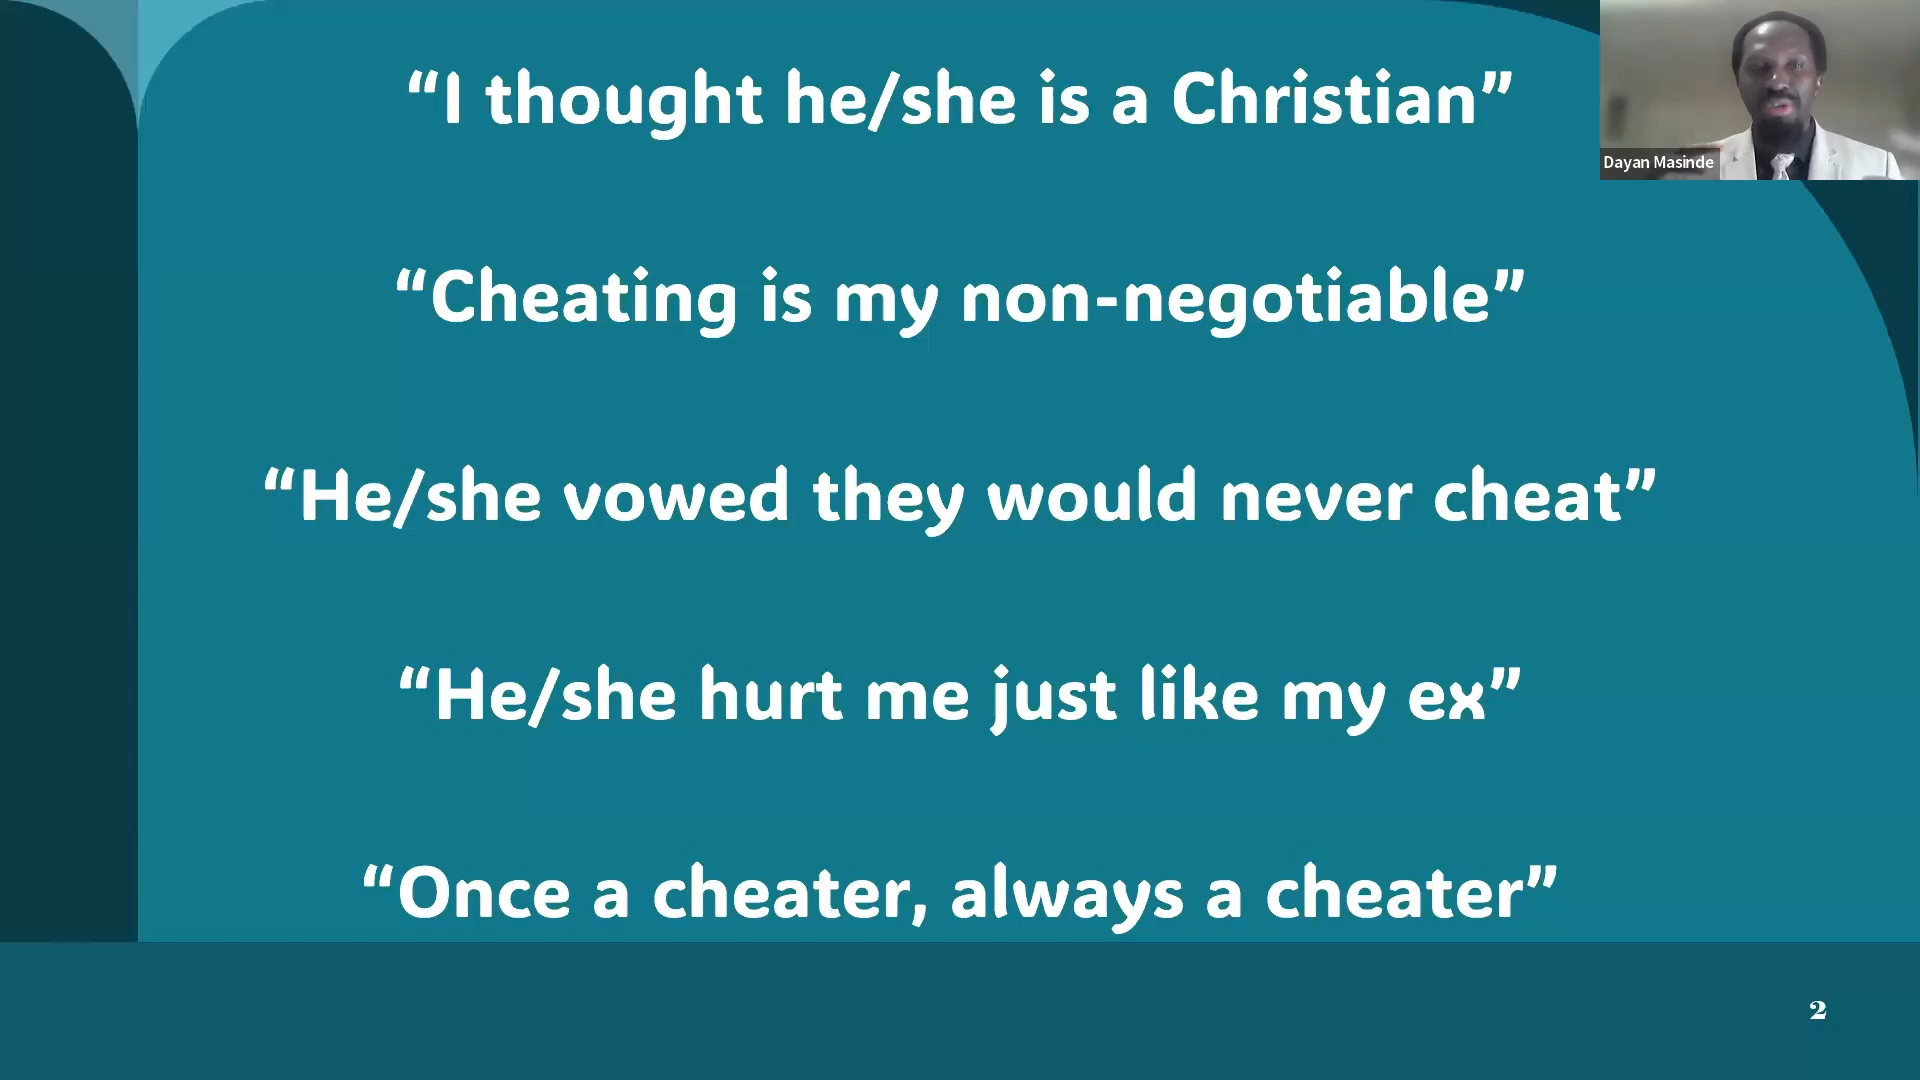 “I thought he/she is a Christian”
Dayan Masinde
“Cheating is my non-negotiable”
“He/she vowed they would never cheat”
“He/she hurt me just like my ex”
“Once a cheater, always a cheater”
2